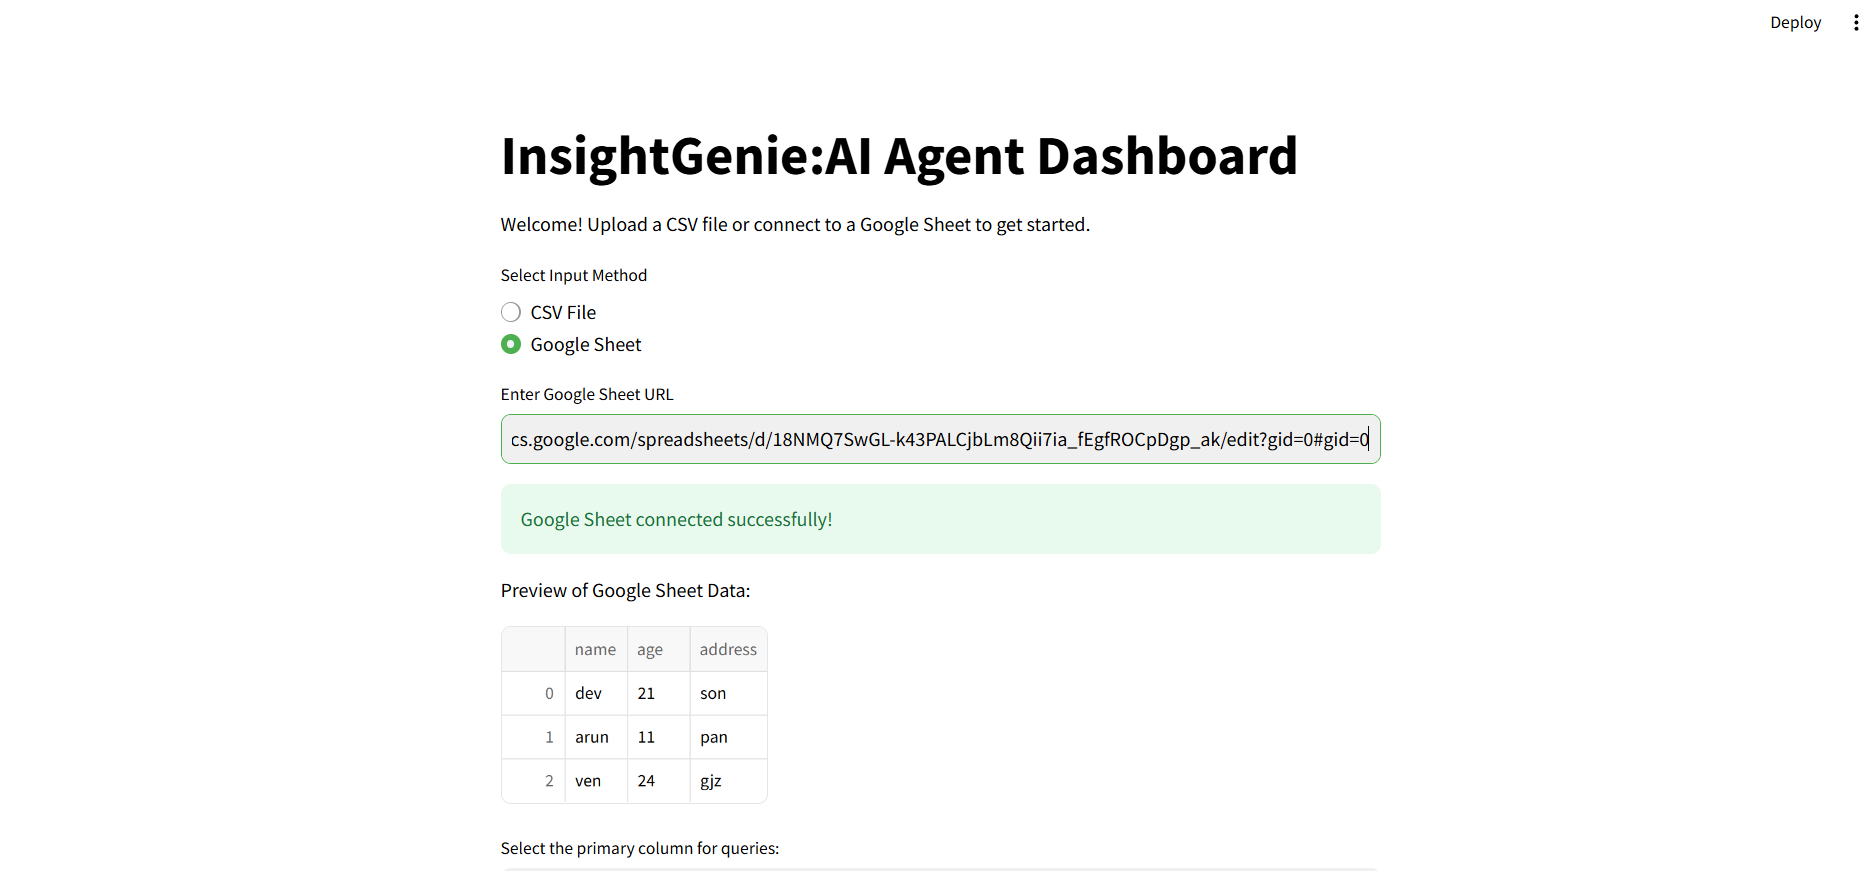 Deploy
InsightGenie:AI Agent Dashboard
Welcome! Upload a CSV file or connect to a Google Sheet to get started.
Select Input Method
CSV File
Google Sheet
Enter Google Sheet URL
cs.google.com/spreadsheets/d/18NMQ7SwGL-k43PALCjbLm8Qii7ia_fEgfROCpDgp_ak/edit?gid=0#gid=0
Google Sheet connected successfully!
Preview of Google Sheet Data:
name age address
0 dev 21 son
1 arun 11 pan
2 ven 24 gjz
Select the primary column for queries: